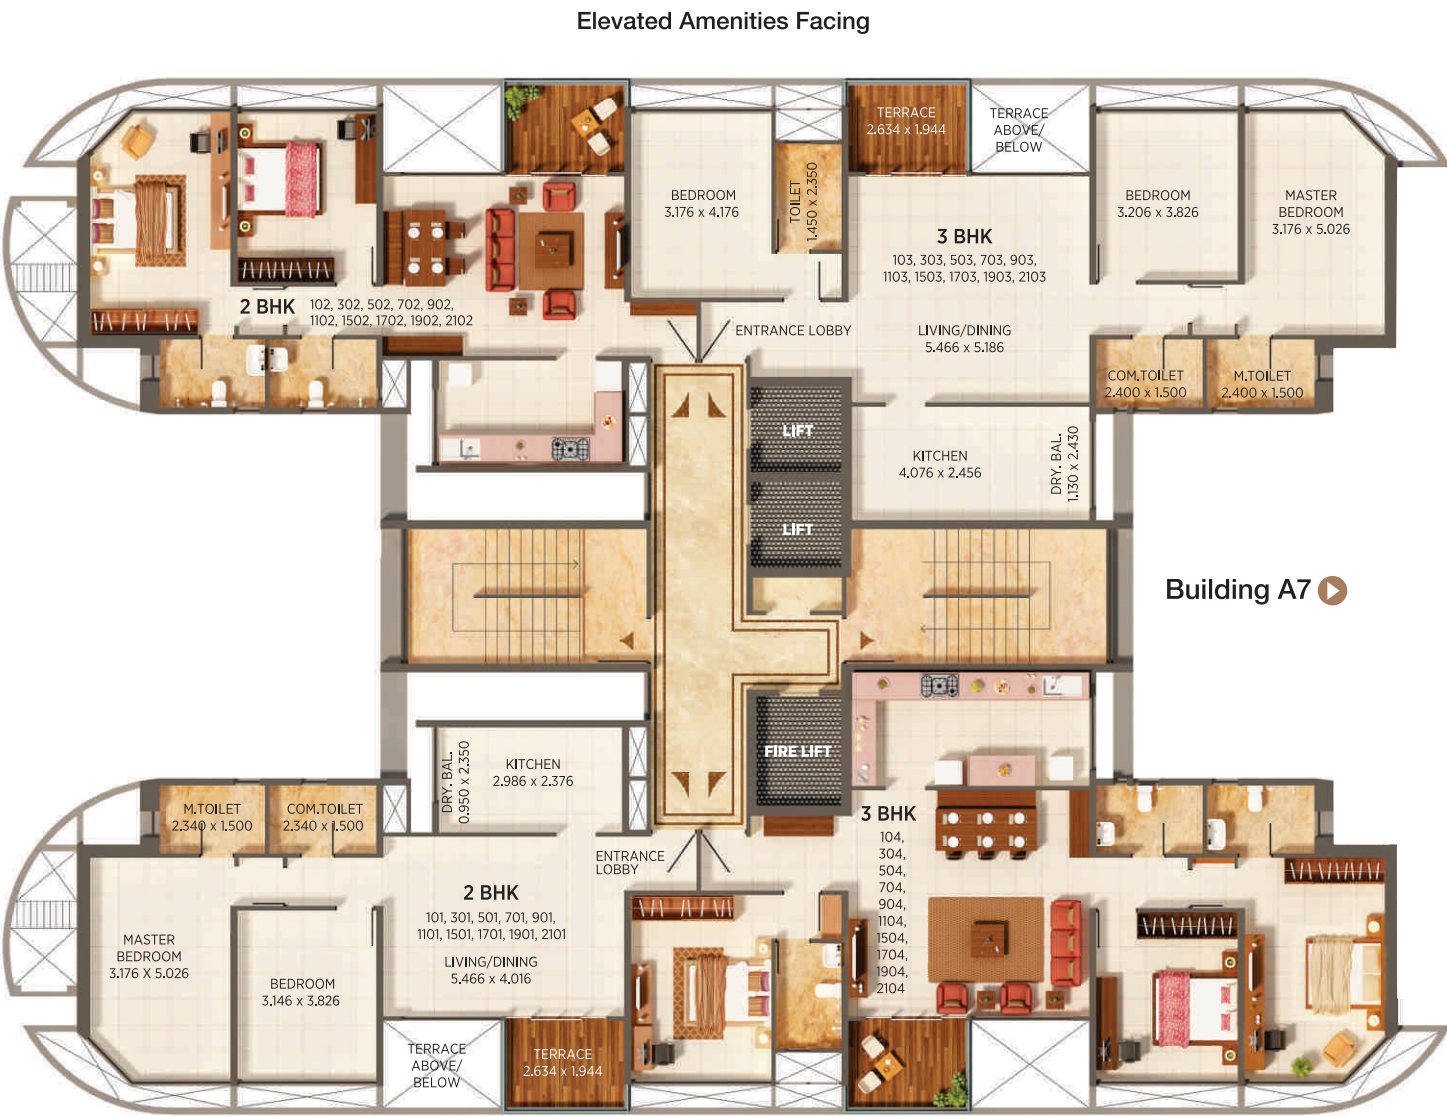 Elevated Amenities Facing
TERRACE
2.634 x 1.944
TERRACE
ABOVE/
BELOW
BEDROOM
3.176 x 4.176
TOILET
1.450 x 2.350
BEDROOM
3.206 x 3.826
MASTER
BEDROOM
3.176 x 5.026
3 BHK
103, 303, 503, 703, 903,
1103, 1503, 1703, 1903, 2103
2 BHK
102, 302, 502, 702, 902,
1102, 1502, 1702, 1902, 2102
ENTRANCE LOBBY
LIVING/DINING
5.466 x 5.186
COM.TOILET
2.400 x 1.500
M.TOILET
2.400 x 1.500
LIFT
KITCHEN
4.076 x 2.456
DRY. BAL.
1.130 x 2.430
LIFT
Building A7
FIRE LIFT
DRY. BAL.
0.950 x 2.350
KITCHEN
2.986 x 2.376
M.TOILET
2.340 x 1.500
COM.TOILET
2.340 x 1.500
3 BHK
104,
304,
504,
704,
904,
1104,
1504,
1704,
1904,
2104
ENTRANCE
LOBBY
2 BHK
101, 301, 501, 701, 901,
1101, 1501, 1701, 1901, 2101
LIVING/DINING
5.466 x 4.016
MASTER
BEDROOM
3.176 X 5.026
BEDROOM
3.146 x 3.826
TERRACE
ABOVE/
BELOW
TERRACE
2.634 x 1.944